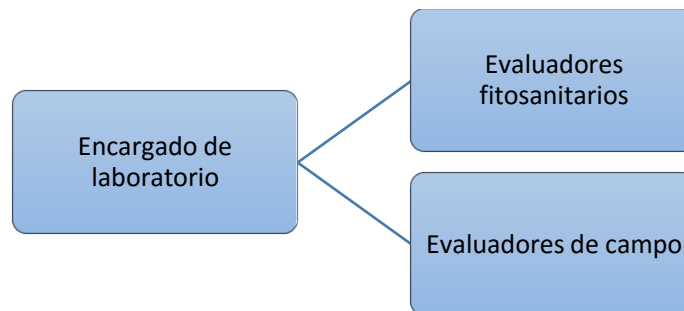 Encargado de
laboratorio
Evaluadores
fitosanitarios
Evaluadores de campo